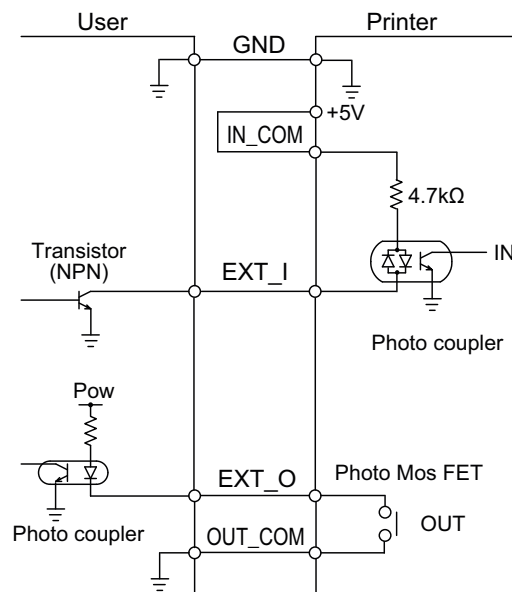 User
Printer
GND
+5V
IN_COM
4.7kΩ
Transistor
(NPN)
EXT_I
IN
Photo coupler
Pow
EXT_O
Photo Mos FET
Photo coupler
OUT
OUT_COM